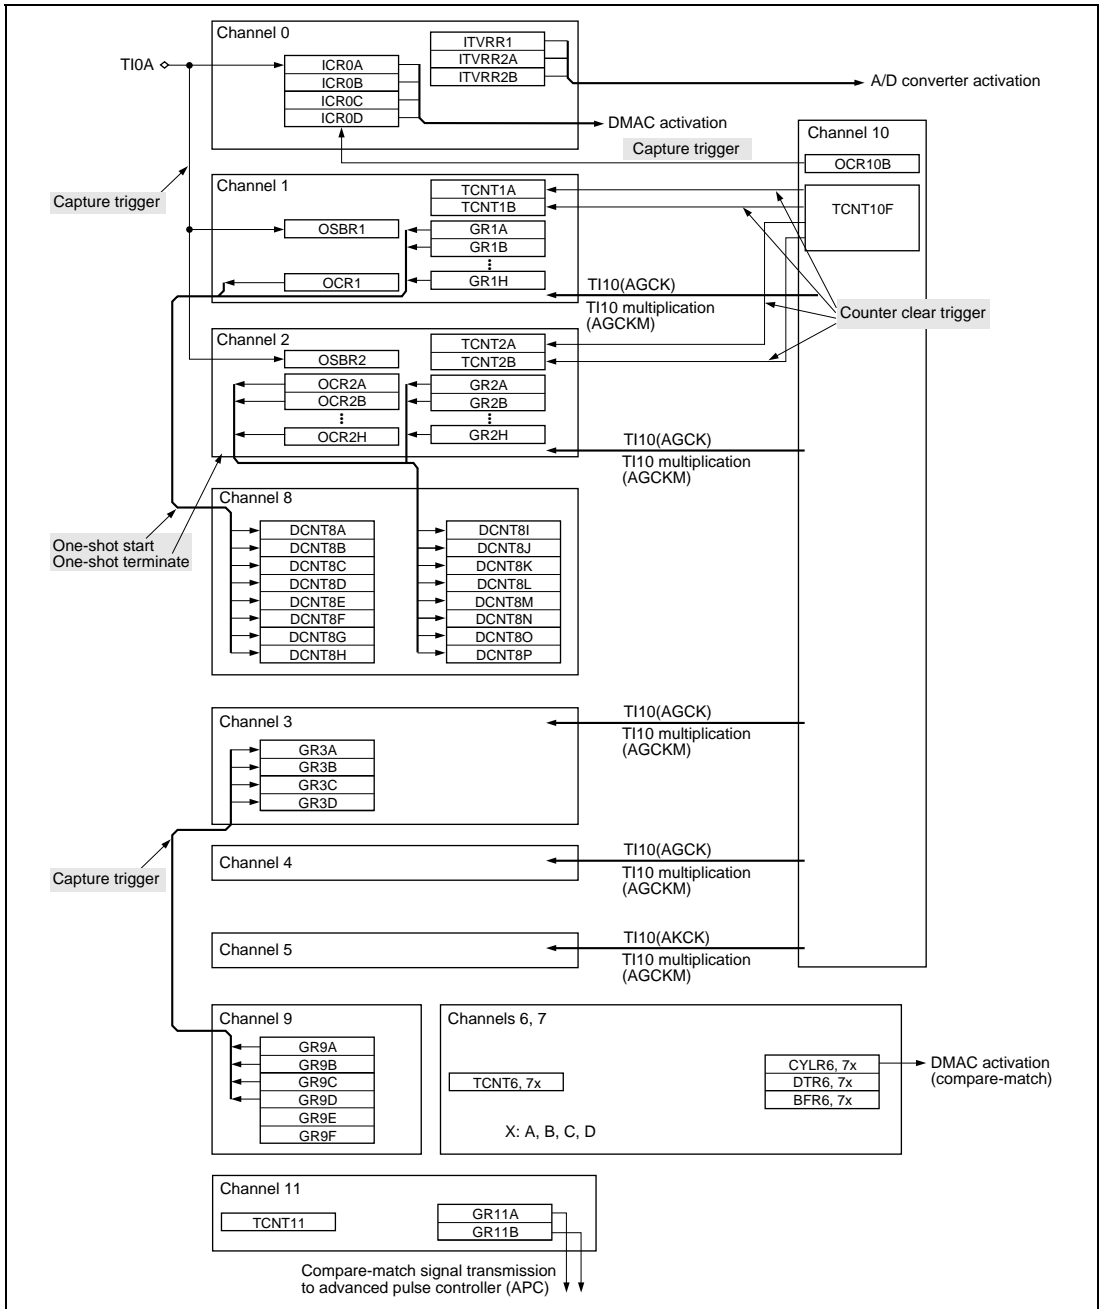 Channel 0
ITVRR1
ITVRR2A
ITVRR2B
TI0A
ICR0A
ICR0B
ICR0C
ICR0D
A/D converter activation
DMAC activation
Capture trigger
Channel 10
OCR10B
TCNT10F
Capture trigger
Channel 1
TCNT1A
TCNT1B
OSBR1
GR1A
GR1B
GR1H
OCR1
TI10(AGCK)
TI10 multiplication
(AGCKM)
Counter clear trigger
Channel 2
TCNT2A
TCNT2B
OSBR2
OCR2A
OCR2B
OCR2H
GR2A
GR2B
GR2H
TI10(AGCK)
TI10 multiplication
(AGCKM)
Channel 8
One-shot start
One-shot terminate
DCNT8A
DCNT8B
DCNT8C
DCNT8D
DCNT8E
DCNT8F
DCNT8G
DCNT8H
DCNT8I
DCNT8J
DCNT8K
DCNT8L
DCNT8M
DCNT8N
DCNT8O
DCNT8P
Channel 3
GR3A
GR3B
GR3C
GR3D
TI10(AGCK)
TI10 multiplication
(AGCKM)
Capture trigger
Channel 4
TI10(AGCK)
TI10 multiplication
(AGCKM)
Channel 5
TI10(AKCK)
TI10 multiplication
(AGCKM)
Channel 9
GR9A
GR9B
GR9C
GR9D
GR9E
GR9F
Channels 6, 7
TCNT6, 7x
CYLR6, 7x
DTR6, 7x
BFR6, 7x
X: A, B, C, D
DMAC activation
(compare-match)
Channel 11
TCNT11
GR11A
GR11B
Compare-match signal transmission
to advanced pulse controller (APC)